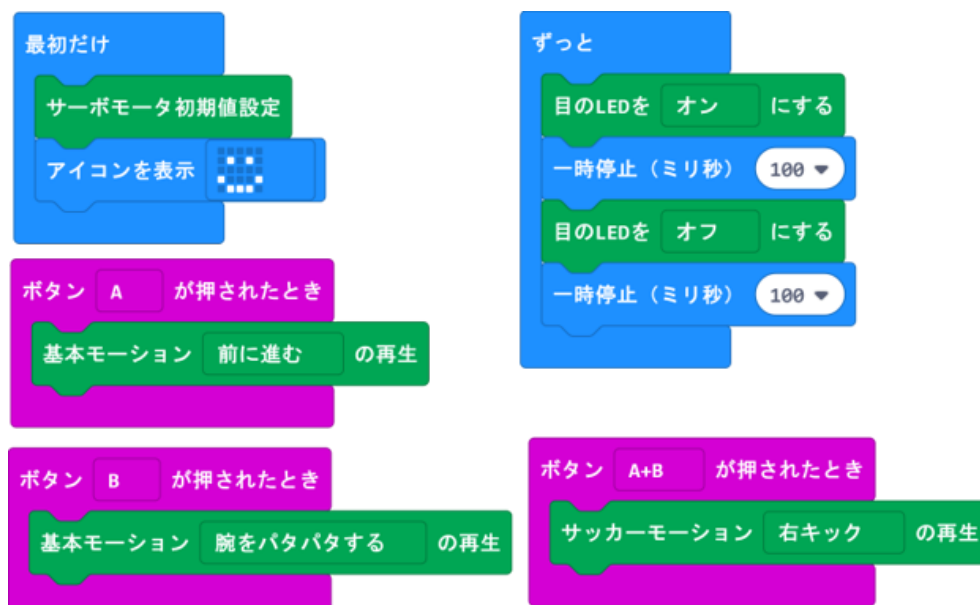 最初だけ
サーボモータ初期値設定
アイコンを表示
ずっと
目のLEDを オン にする
一時停止（ミリ秒） 100
目のLEDを オフ にする
一時停止（ミリ秒） 100
ボタン A が押されたとき
基本モーション 前に進む の再生
ボタン B が押されたとき
基本モーション 腕をパタパタする の再生
ボタン A+B が押されたとき
サッカーモーション 右キック の再生